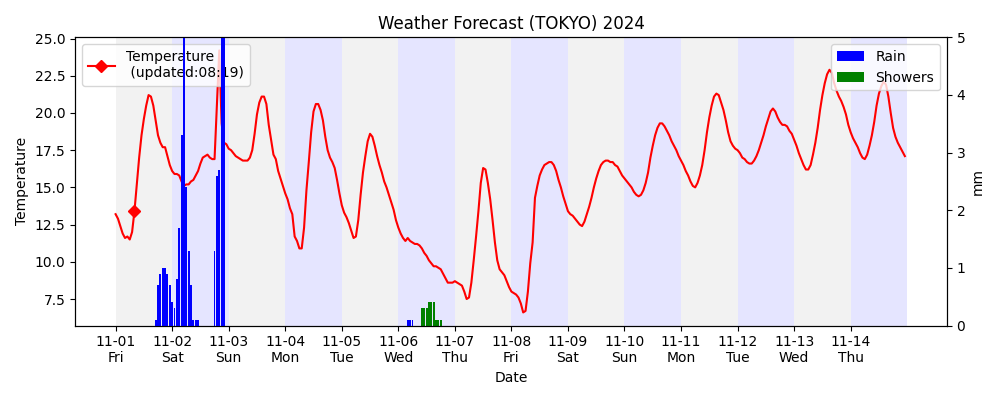 Weather Forecast (TOKYO) 2024
Temperature
(updated:08:19)
Rain
Showers
Temperature
25.0
22.5
20.0
17.5
15.0
12.5
10.0
7.5
5
4
3
2
1
0
mm
11-01 11-02 11-03 11-04 11-05 11-06 11-07 11-08 11-09 11-10 11-11 11-12 11-13 11-14
Fri Sat Sun Mon Tue Wed Thu Fri Sat Sun Mon Tue Wed Thu
Date